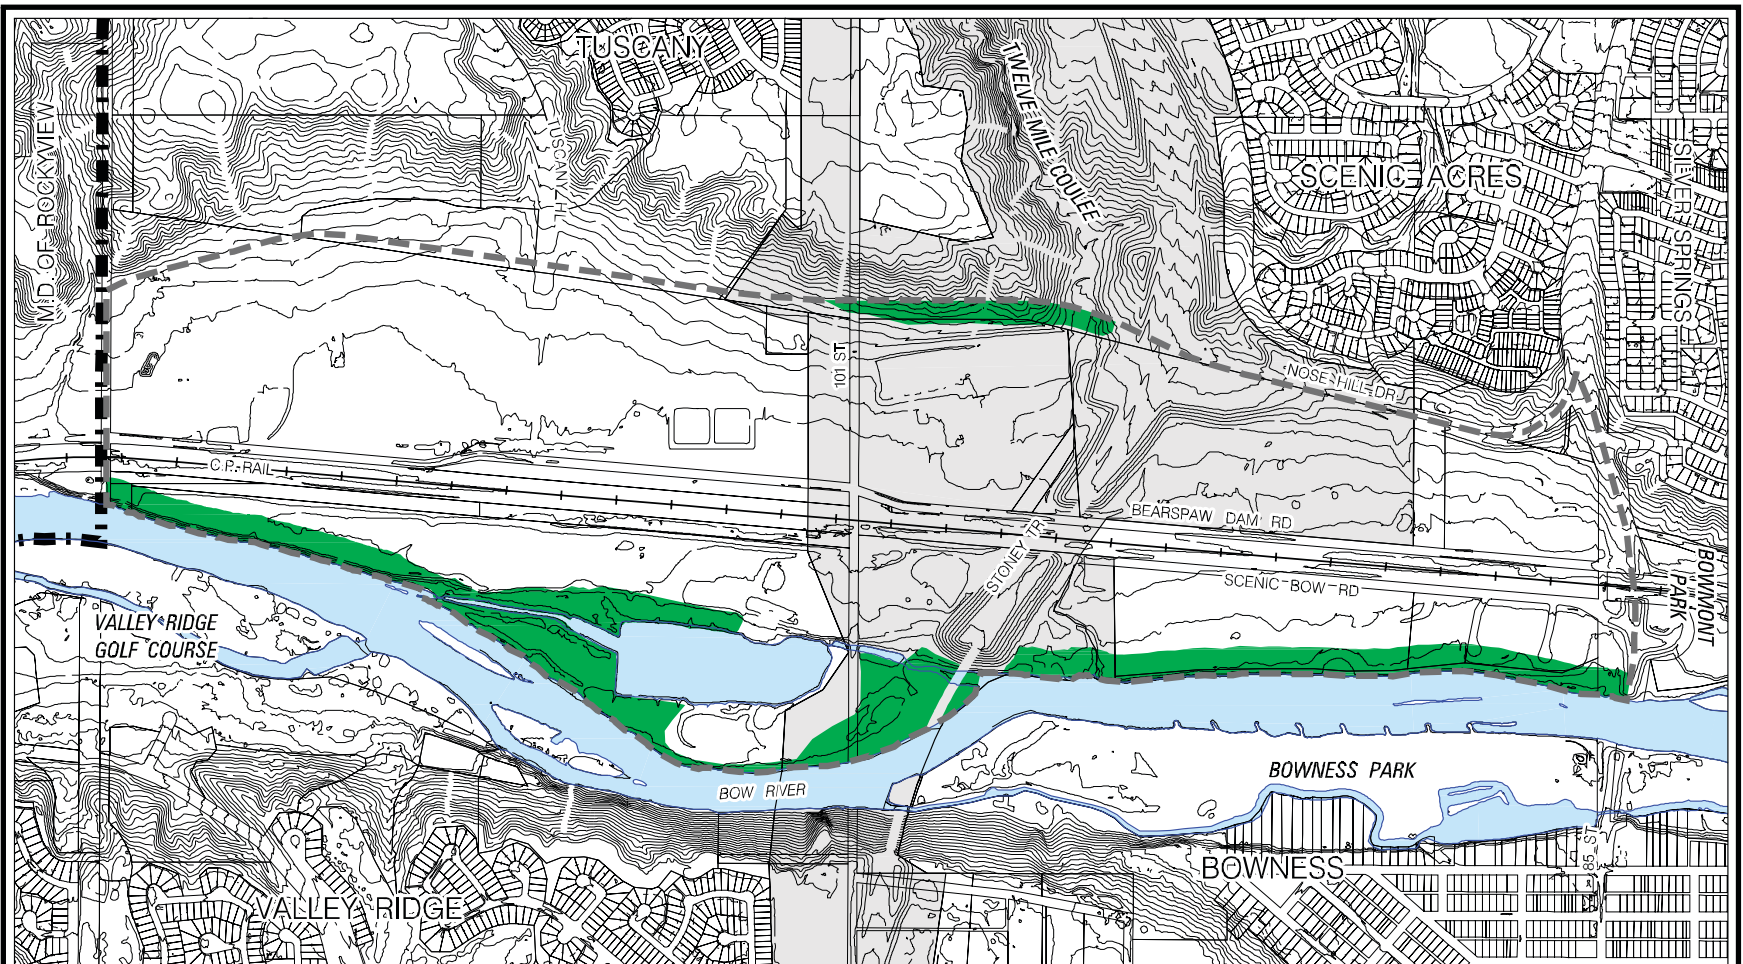 TUSCANY
TWELVE MILE COULEE
M.D. OF ROCKYVIEW
TUSCANY HILL
SCENIC ACRES
SILVER SPRINGS
101 ST
NOSE HILL DR.
C.P. RAIL
BEARSPAW DAM RD
STONEY TR.
SCENIC BOW RD
BOWMONT
PARK
VALLEY RIDGE
GOLF COURSE
BOW RIVER
BOWNESS PARK
85 ST
BOWNESS
VALLEY RIDGE